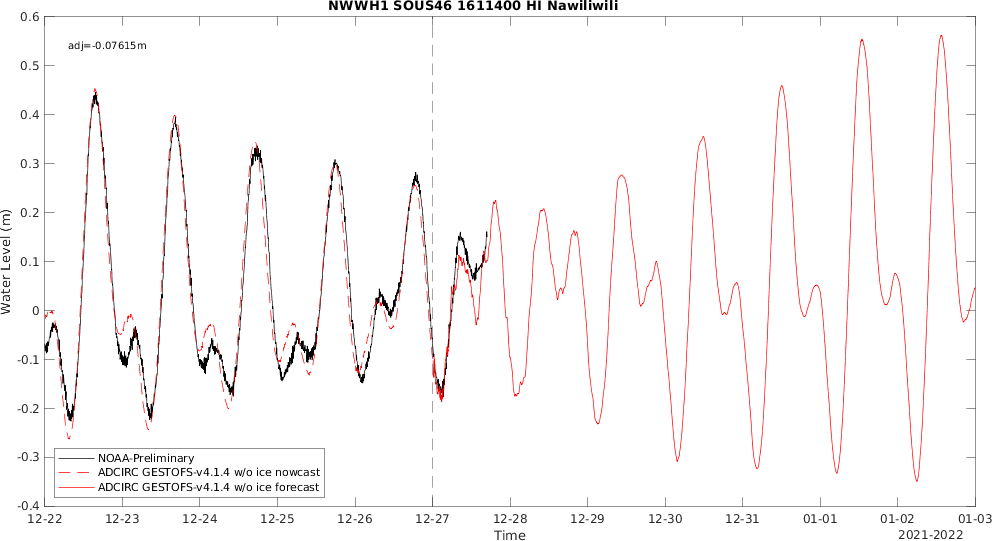 NWWH1 SOUS46 1611400 HI Nawiliwili
adj=-0.07615m
0.6
0.5
0.4
0.3
0.2
0.1
0
-0.1
-0.2
-0.3
-0.4
Water Level (m)
NOAA-Preliminary
ADCIRC GESTOFS-v4.1.4 w/o ice nowcast
ADCIRC GESTOFS-v4.1.4 w/o ice forecast
12-22 12-23 12-24 12-25 12-26 12-27 12-28 12-29 12-30 12-31 01-01 01-02 01-03
Time
2021-2022